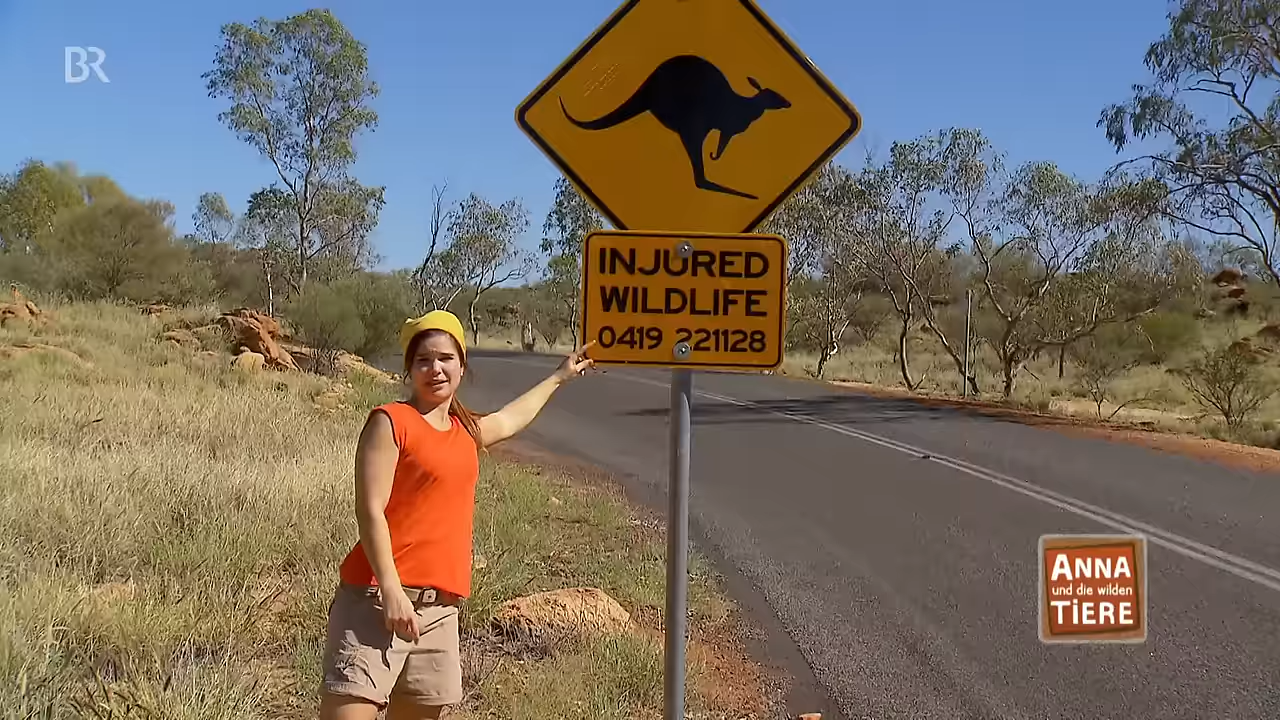 BR
INJURED
WILDLIFE
0419 221128
ANNA
und die wilden
TiERE